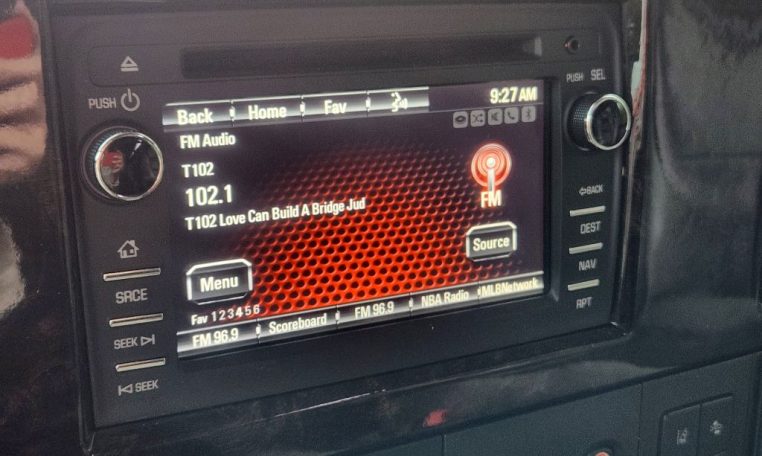 PUSH
PUSH SEL
Back Home Fav 9:27 AM
FM Audio
T102
102.1
T102 Love Can Build A Bridge Jud
FM
BACK
DEST
NAV
RPT
SRCE
SEEK
SEEK
Menu
Source
Fav 1 2 3 4 5 6
FM 96.9 Scoreboard FM 96.9 NBA Radio MLBNetwork